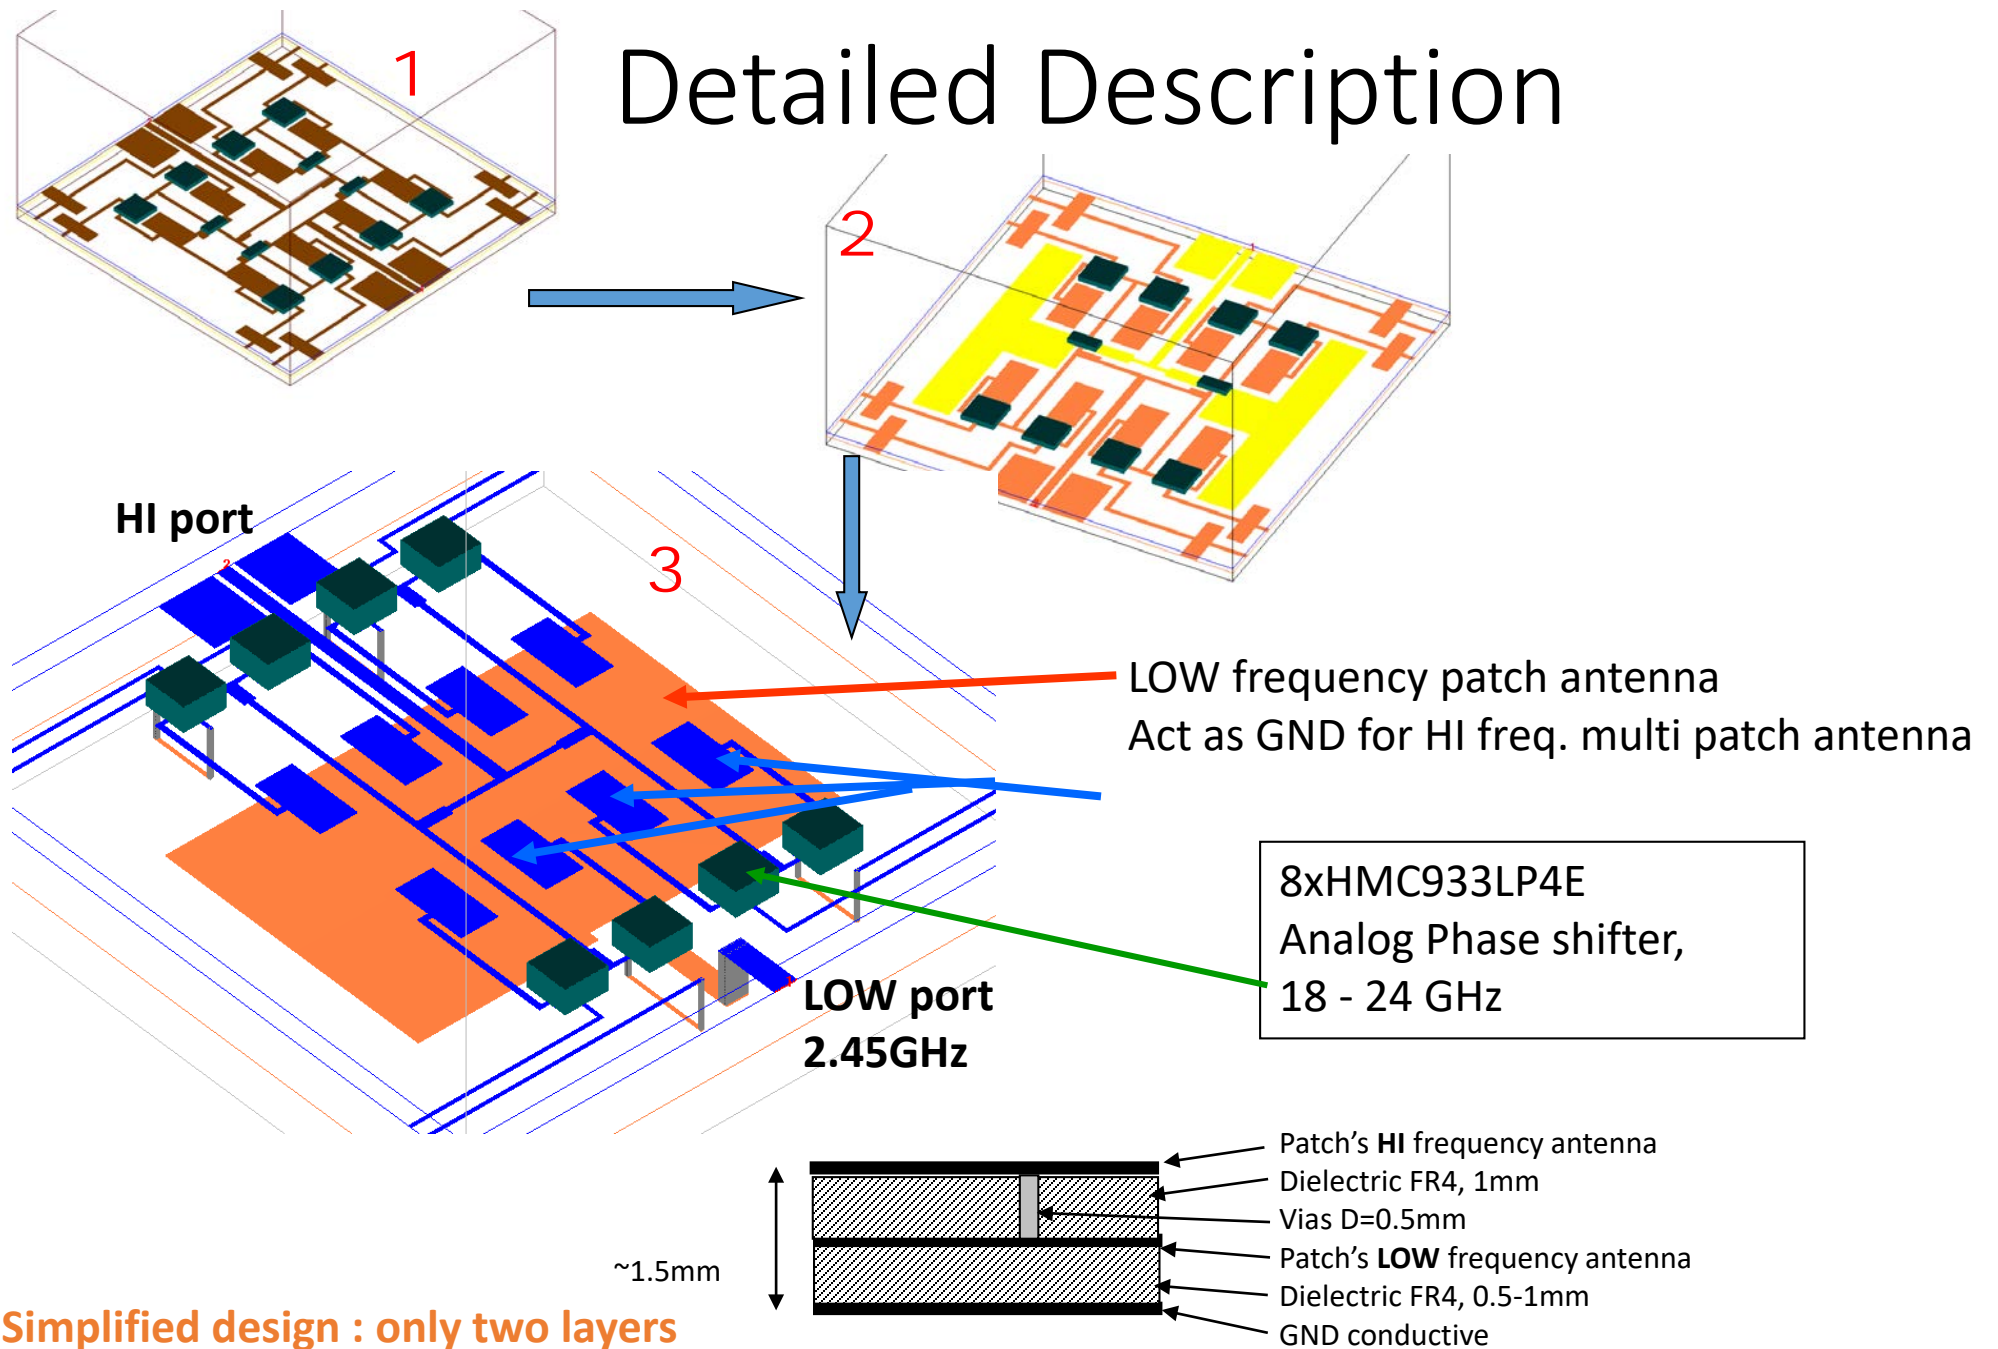 Detailed Description
1
2
1
HI port
2
3
LOW frequency patch antenna
Act as GND for HI freq. multi patch antenna
8xHMC933LP4E
Analog Phase shifter,
18 - 24 GHz
1
LOW port
2.45GHz
Patch's HI frequency antenna
Dielectric FR4, 1mm
Vias D=0.5mm
Patch's LOW frequency antenna
Dielectric FR4, 0.5-1mm
GND conductive
~1.5mm
Simplified design : only two layers